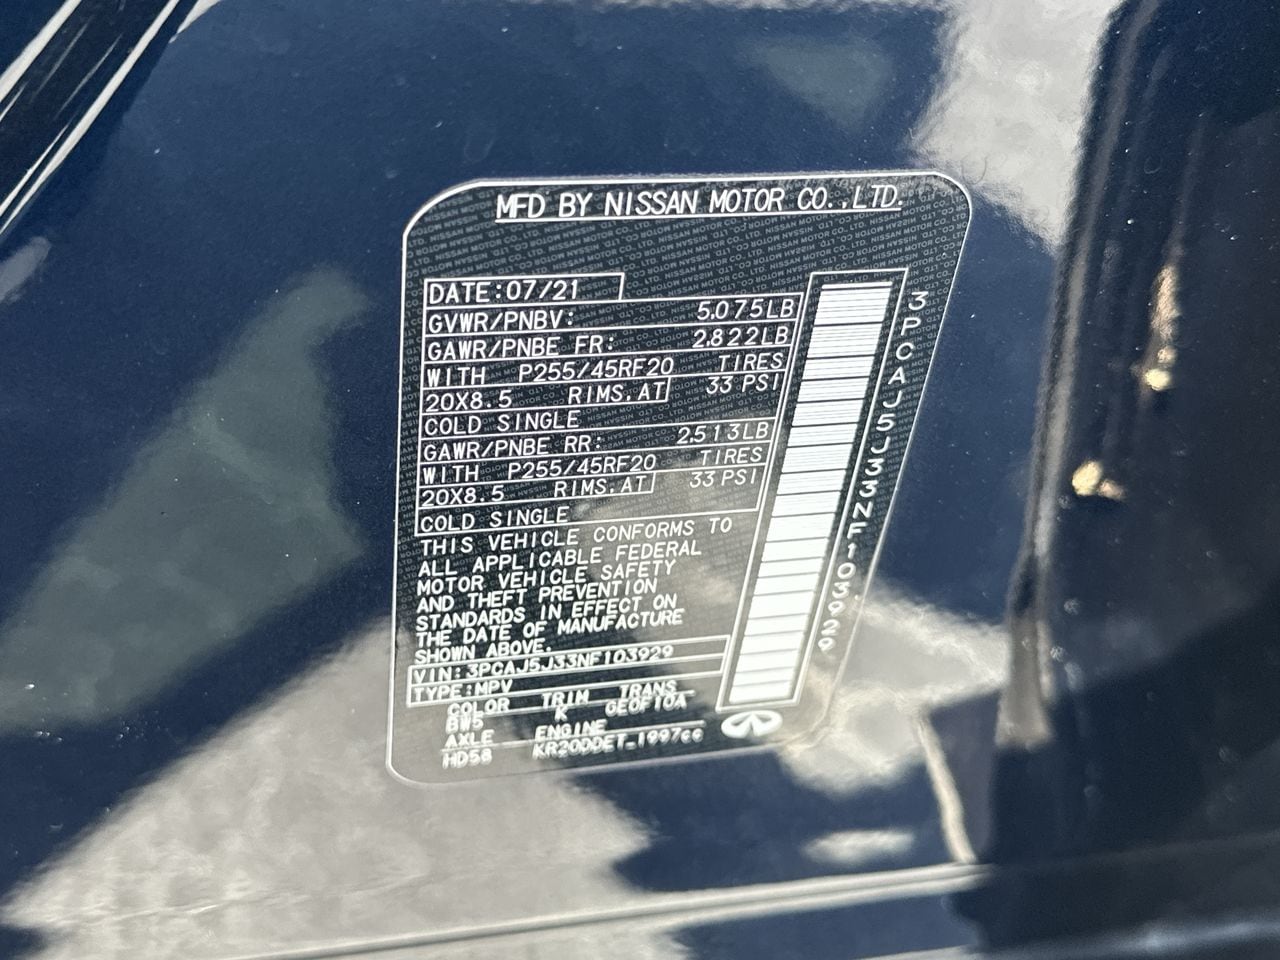 MFD BY NISSAN MOTOR CO.,LTD.
DATE:07/21
GVWR/PNBV: 5.075LB
GAWR/PNBE FR: 2.822LB
WITH P255/45RF20 TIRES
20X8.5 RIMS.AT 33 PSI
COLD SINGLE
GAWR/PNBE RR: 2.513LB
WITH P255/45RF20 TIRES
20X8.5 RIMS.AT 33 PSI
COLD SINGLE
THIS VEHICLE CONFORMS TO
ALL APPLICABLE FEDERAL
MOTOR VEHICLE SAFETY
AND THEFT PREVENTION
STANDARDS IN EFFECT ON
THE DATE OF MANUFACTURE
SHOWN ABOVE.
VIN:3PCAJ5J33NF103929
TYPE:MPV
COLOR TRIM TRANS
BW5 K GE0F10A
AXLE ENGINE
HD58 KR20DDET_1997cc
3PCAJ5J33NF103929